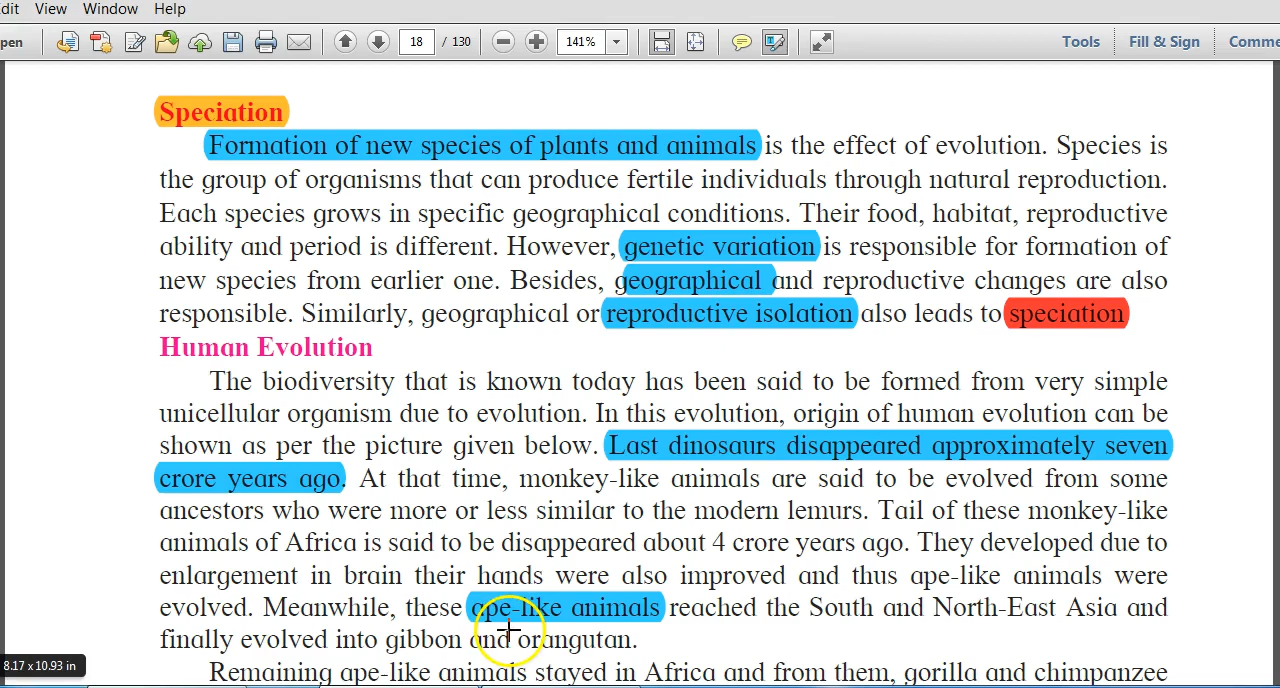 dit View Window Help
pen 18 / 130 141% Tools Fill & Sign Comme
Speciation
Formation of new species of plants and animals is the effect of evolution. Species is
the group of organisms that can produce fertile individuals through natural reproduction.
Each species grows in specific geographical conditions. Their food, habitat, reproductive
ability and period is different. However, genetic variation is responsible for formation of
new species from earlier one. Besides, geographical and reproductive changes are also
responsible. Similarly, geographical or reproductive isolation also leads to speciation
Human Evolution
The biodiversity that is known today has been said to be formed from very simple
unicellular organism due to evolution. In this evolution, origin of human evolution can be
shown as per the picture given below. Last dinosaurs disappeared approximately seven
crore years ago. At that time, monkey-like animals are said to be evolved from some
ancestors who were more or less similar to the modern lemurs. Tail of these monkey-like
animals of Africa is said to be disappeared about 4 crore years ago. They developed due to
enlargement in brain their hands were also improved and thus ape-like animals were
evolved. Meanwhile, these ape-like animals reached the South and North-East Asia and
finally evolved into gibbon and orangutan.
8.17 x 10.93 in
Remaining ape-like animals stayed in Africa and from them, gorilla and chimpanzee